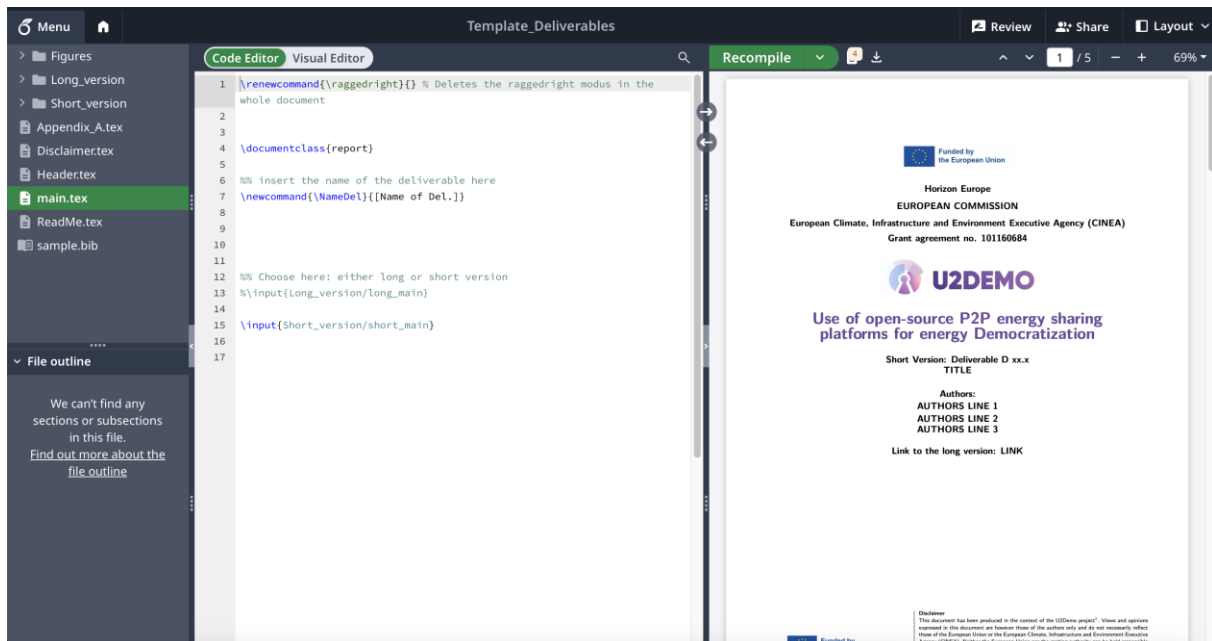 Menu
Template_Deliverables
Review
Share
Layout
Figures
Long_version
Short_version
Appendix_A.tex
Disclaimer.tex
Header.tex
main.tex
ReadMe.tex
sample.bib
File outline
We can't find any
sections or subsections
in this file.
Find out more about the
file outline
Code Editor Visual Editor
1 \renewcommand{\raggedright}{} % Deletes the raggedright modus in the
whole document
2
3
4 \documentclass{report}
5
6 %% insert the name of the deliverable here
7 \newcommand{\NameDel}{[Name of Del.]}
8
9
10
11
12 %% Choose here: either long or short version
13 %\input{Long_version/long_main}
14
15 \input{Short_version/short_main}
16
17
Recompile 4 1 / 5 − + 69%
Funded by
the European Union
Horizon Europe
EUROPEAN COMMISSION
European Climate, Infrastructure and Environment Executive Agency (CINEA)
Grant agreement no. 101160684
U2DEMO
Use of open-source P2P energy sharing
platforms for energy Democratization
Short Version: Deliverable D xx.x
TITLE
Authors:
AUTHORS LINE 1
AUTHORS LINE 2
AUTHORS LINE 3
Link to the long version: LINK
Disclaimer
This document has been produced in the context of the U2Demo project¹. Views and opinions
expressed in this document are however those of the authors only and do not necessarily reflect
those of the European Union or the European Climate, Infrastructure and Environment Executive
Funded by